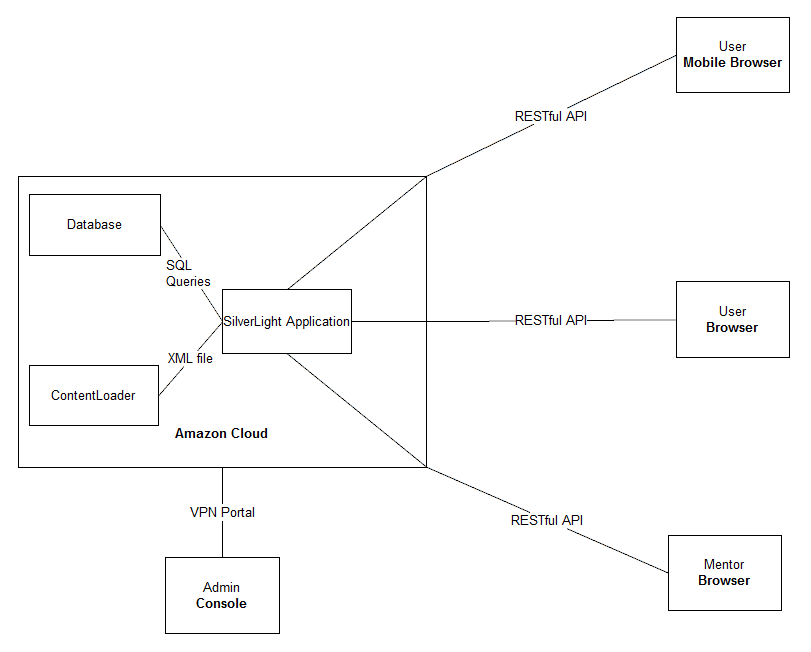 User
Mobile Browser
RESTful API
Database
SQL
Queries
SilverLight Application
RESTful API
User
Browser
XML file
ContentLoader
Amazon Cloud
VPN Portal
RESTful API
Mentor
Browser
Admin
Console